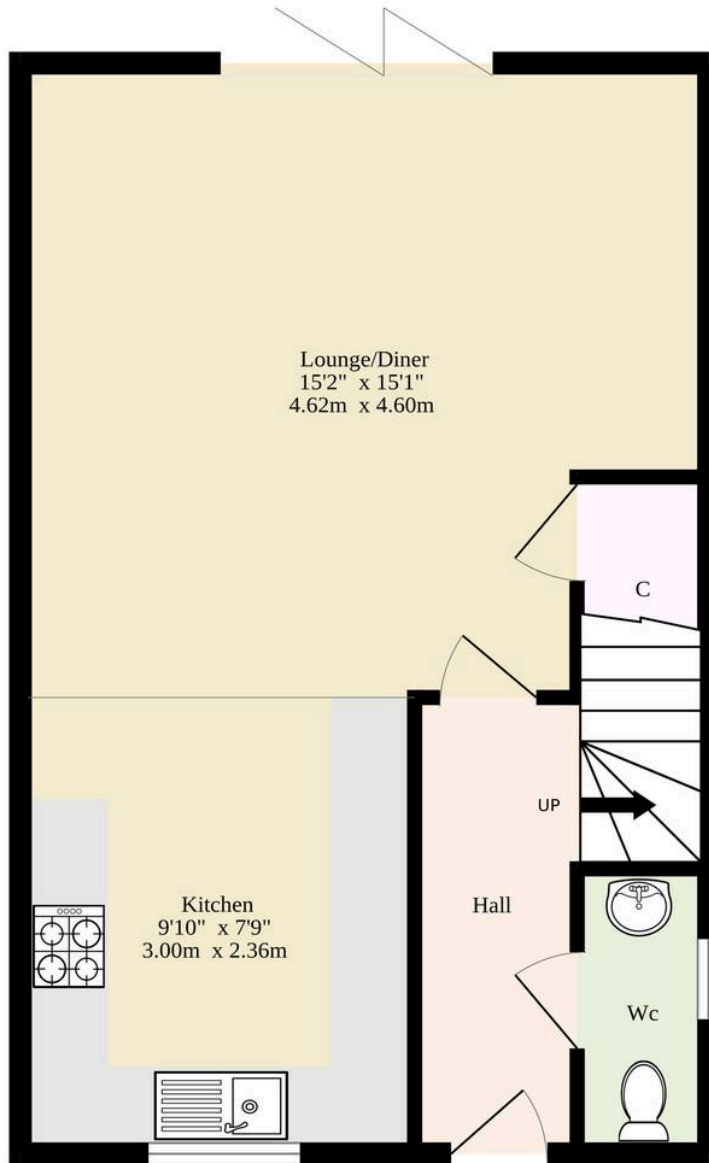 Lounge/Diner
15'2" x 15'1"
4.62m x 4.60m
C
UP
Kitchen
9'10" x 7'9"
3.00m x 2.36m
Hall
Wc